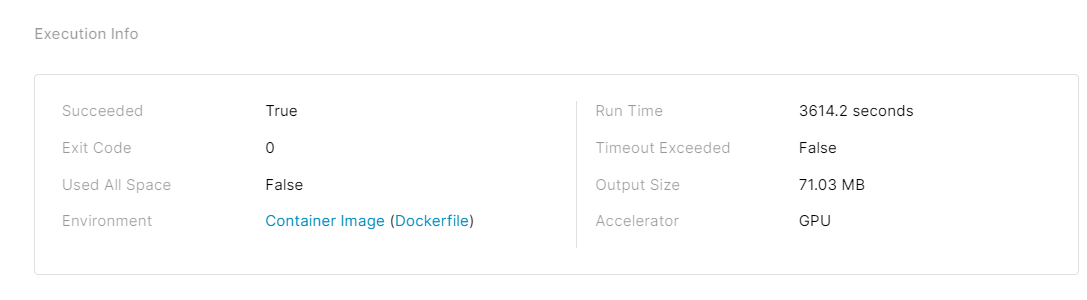 Execution Info
Succeeded True
Exit Code 0
Used All Space False
Environment Container Image (Dockerfile)
Run Time 3614.2 seconds
Timeout Exceeded False
Output Size 71.03 MB
Accelerator GPU